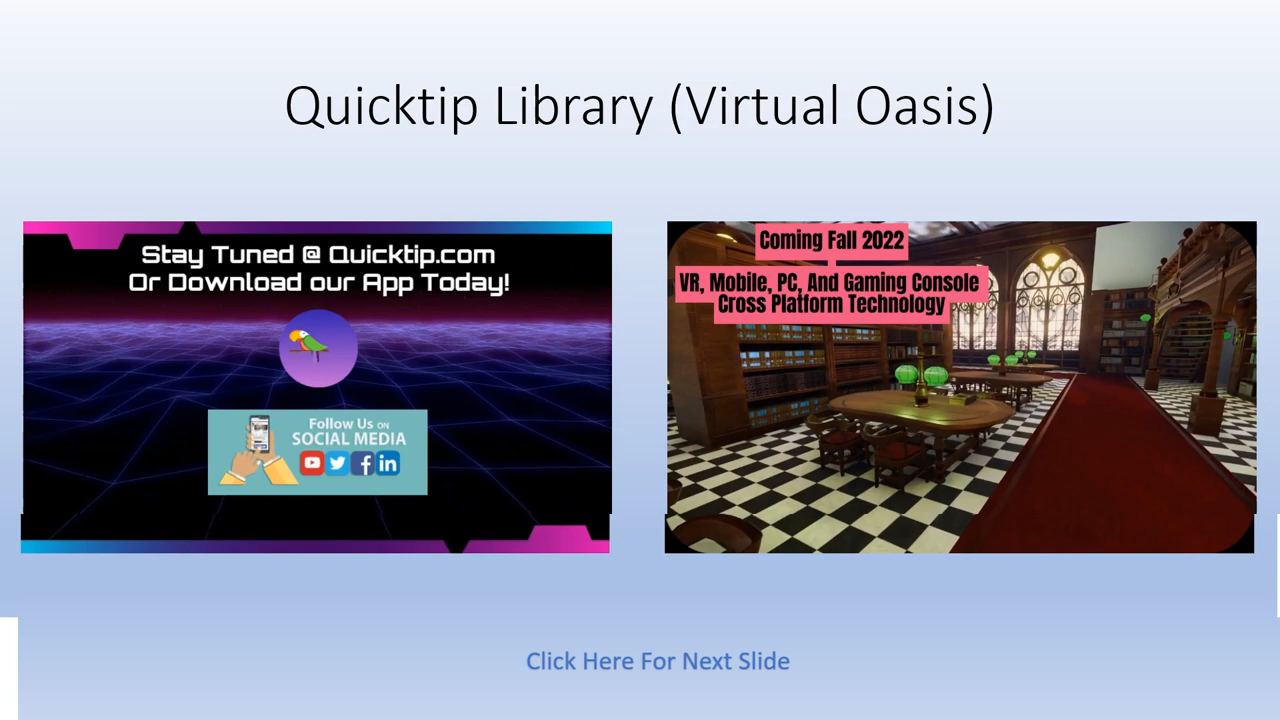 Quicktip Library (Virtual Oasis)
Stay Tuned @ Quicktip.com
Or Download our App Today!
Follow Us ON
SOCIAL MEDIA
Coming Fall 2022
VR, Mobile, PC, And Gaming Console
Cross Platform Technology
Click Here For Next Slide